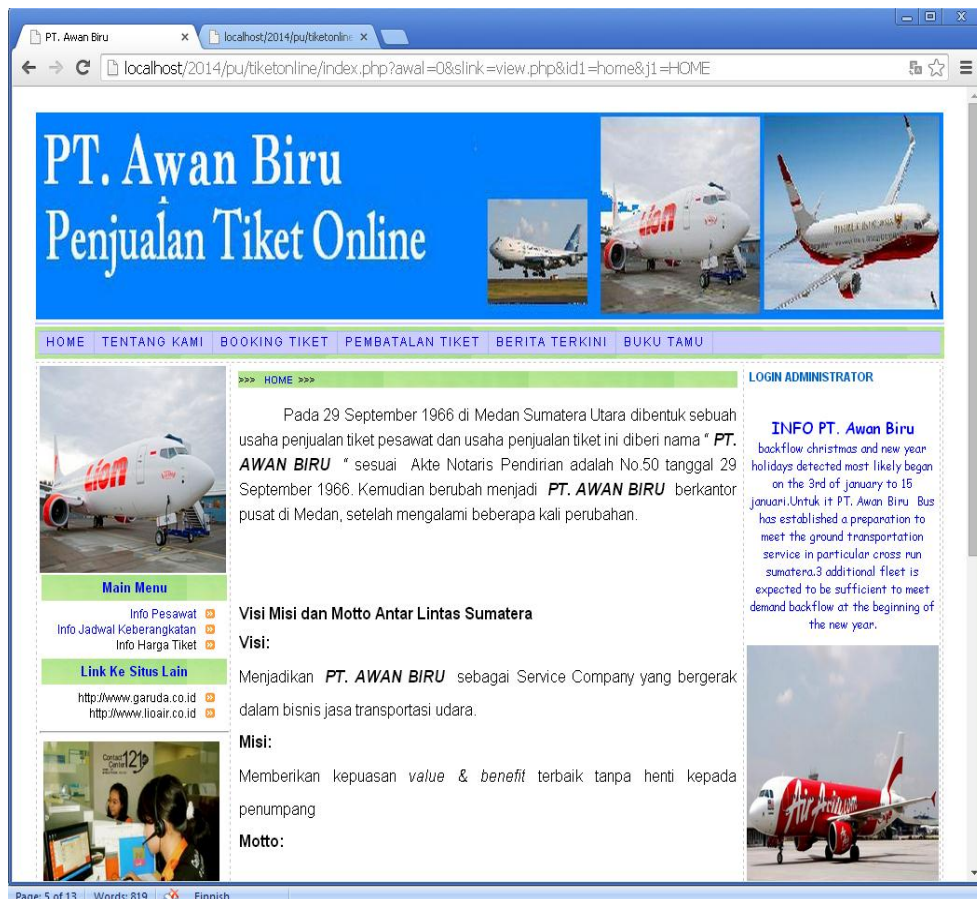 PT. Awan Biru
localhost/2014/pu/tiketonline
localhost/2014/pu/tiketonline/index.php?awal=0&slink=view.php&id1=home&j1=HOME
PT. Awan Biru
Penjualan Tiket Online
Lion
HOME TENTANG KAMI BOOKING TIKET PEMBATALAN TIKET BERITA TERKINI BUKU TAMU
Lion
Main Menu
Info Pesawat
Info Jadwal Keberangkatan
Info Harga Tiket
Link Ke Situs Lain
http://www.garuda.co.id
http://www.lioair.co.id
Contact
Center 121
>>> HOME >>>
Pada 29 September 1966 di Medan Sumatera Utara dibentuk sebuah
usaha penjualan tiket pesawat dan usaha penjualan tiket ini diberi nama “ PT.
AWAN BIRU “ sesuai Akte Notaris Pendirian adalah No.50 tanggal 29
September 1966. Kemudian berubah menjadi PT. AWAN BIRU berkantor
pusat di Medan, setelah mengalami beberapa kali perubahan.
Visi Misi dan Motto Antar Lintas Sumatera
Visi:
Menjadikan PT. AWAN BIRU sebagai Service Company yang bergerak
dalam bisnis jasa transportasi udara.
Misi:
Memberikan kepuasan value & benefit terbaik tanpa henti kepada
penumpang
Motto:
LOGIN ADMINISTRATOR
INFO PT. Awan Biru
backflow christmas and new year
holidays detected most likely began
on the 3rd of january to 15
januari.Untuk it PT. Awan Biru Bus
has established a preparation to
meet the ground transportation
service in particular cross run
sumatera.3 additional fleet is
expected to be sufficient to meet
demand backflow at the beginning of
the new year.
AirAsia.com
Page: 5 of 13 Words: 819 Finnish